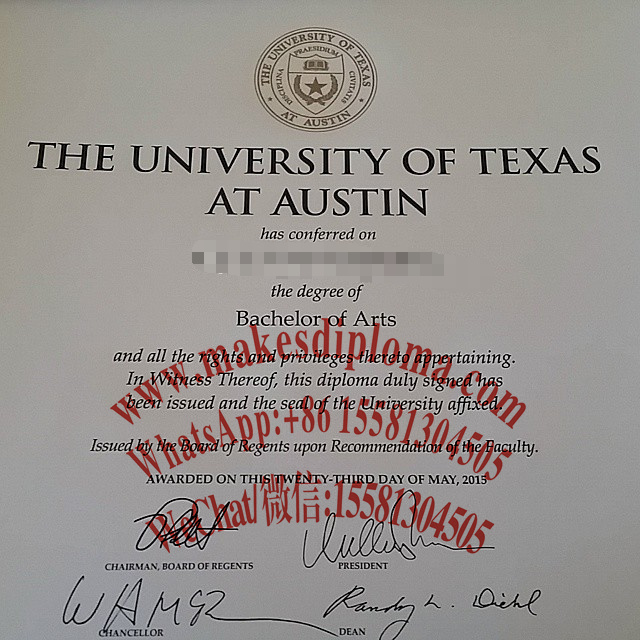 THE UNIVERSITY OF TEXAS
AT AUSTIN
PRAESIDIUM
DISCIPLINA
CIVITATIS
THE UNIVERSITY OF TEXAS
AT AUSTIN
has conferred on
the degree of
Bachelor of Arts
and all the rights and privileges thereto appertaining.
In Witness Thereof, this diploma duly signed has
been issued and the seal of the University affixed.
Issued by the Board of Regents upon Recommendation of the Faculty.
AWARDED ON THIS TWENTY-THIRD DAY OF MAY, 2015
www.makesdiploma.com
WhatsApp:+86 15581304505
WeChat/微信:15581304505
CHAIRMAN, BOARD OF REGENTS
PRESIDENT
Randy L. Diehl
CHANCELLOR
DEAN